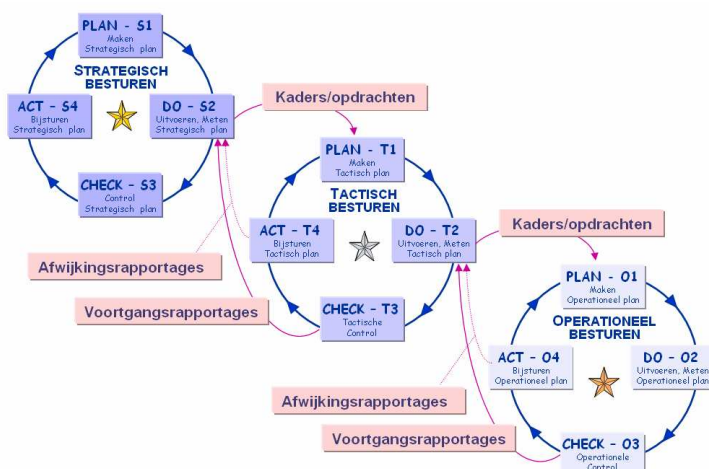 PLAN - S1
Maken
Strategisch plan
STRATEGISCH
BESTUREN
ACT - S4
Bijsturen
Strategisch plan
DO - S2
Uitvoeren, Meten
Strategisch plan
CHECK - S3
Control
Strategisch plan
Kaders/opdrachten
PLAN - T1
Maken
Tactisch plan
TACTISCH
BESTUREN
ACT - T4
Bijsturen
Tactisch plan
DO - T2
Uitvoeren, Meten
Tactisch plan
CHECK - T3
Tactische
Control
Afwijkingsrapportages
Voortgangsrapportages
Kaders/opdrachten
PLAN - O1
Maken
Operationeel plan
OPERATIONEEL
BESTUREN
ACT - O4
Bijsturen
Operationeel plan
DO - O2
Uitvoeren, Meten
Operationeel plan
CHECK - O3
Operationele
Control
Afwijkingsrapportages
Voortgangsrapportages